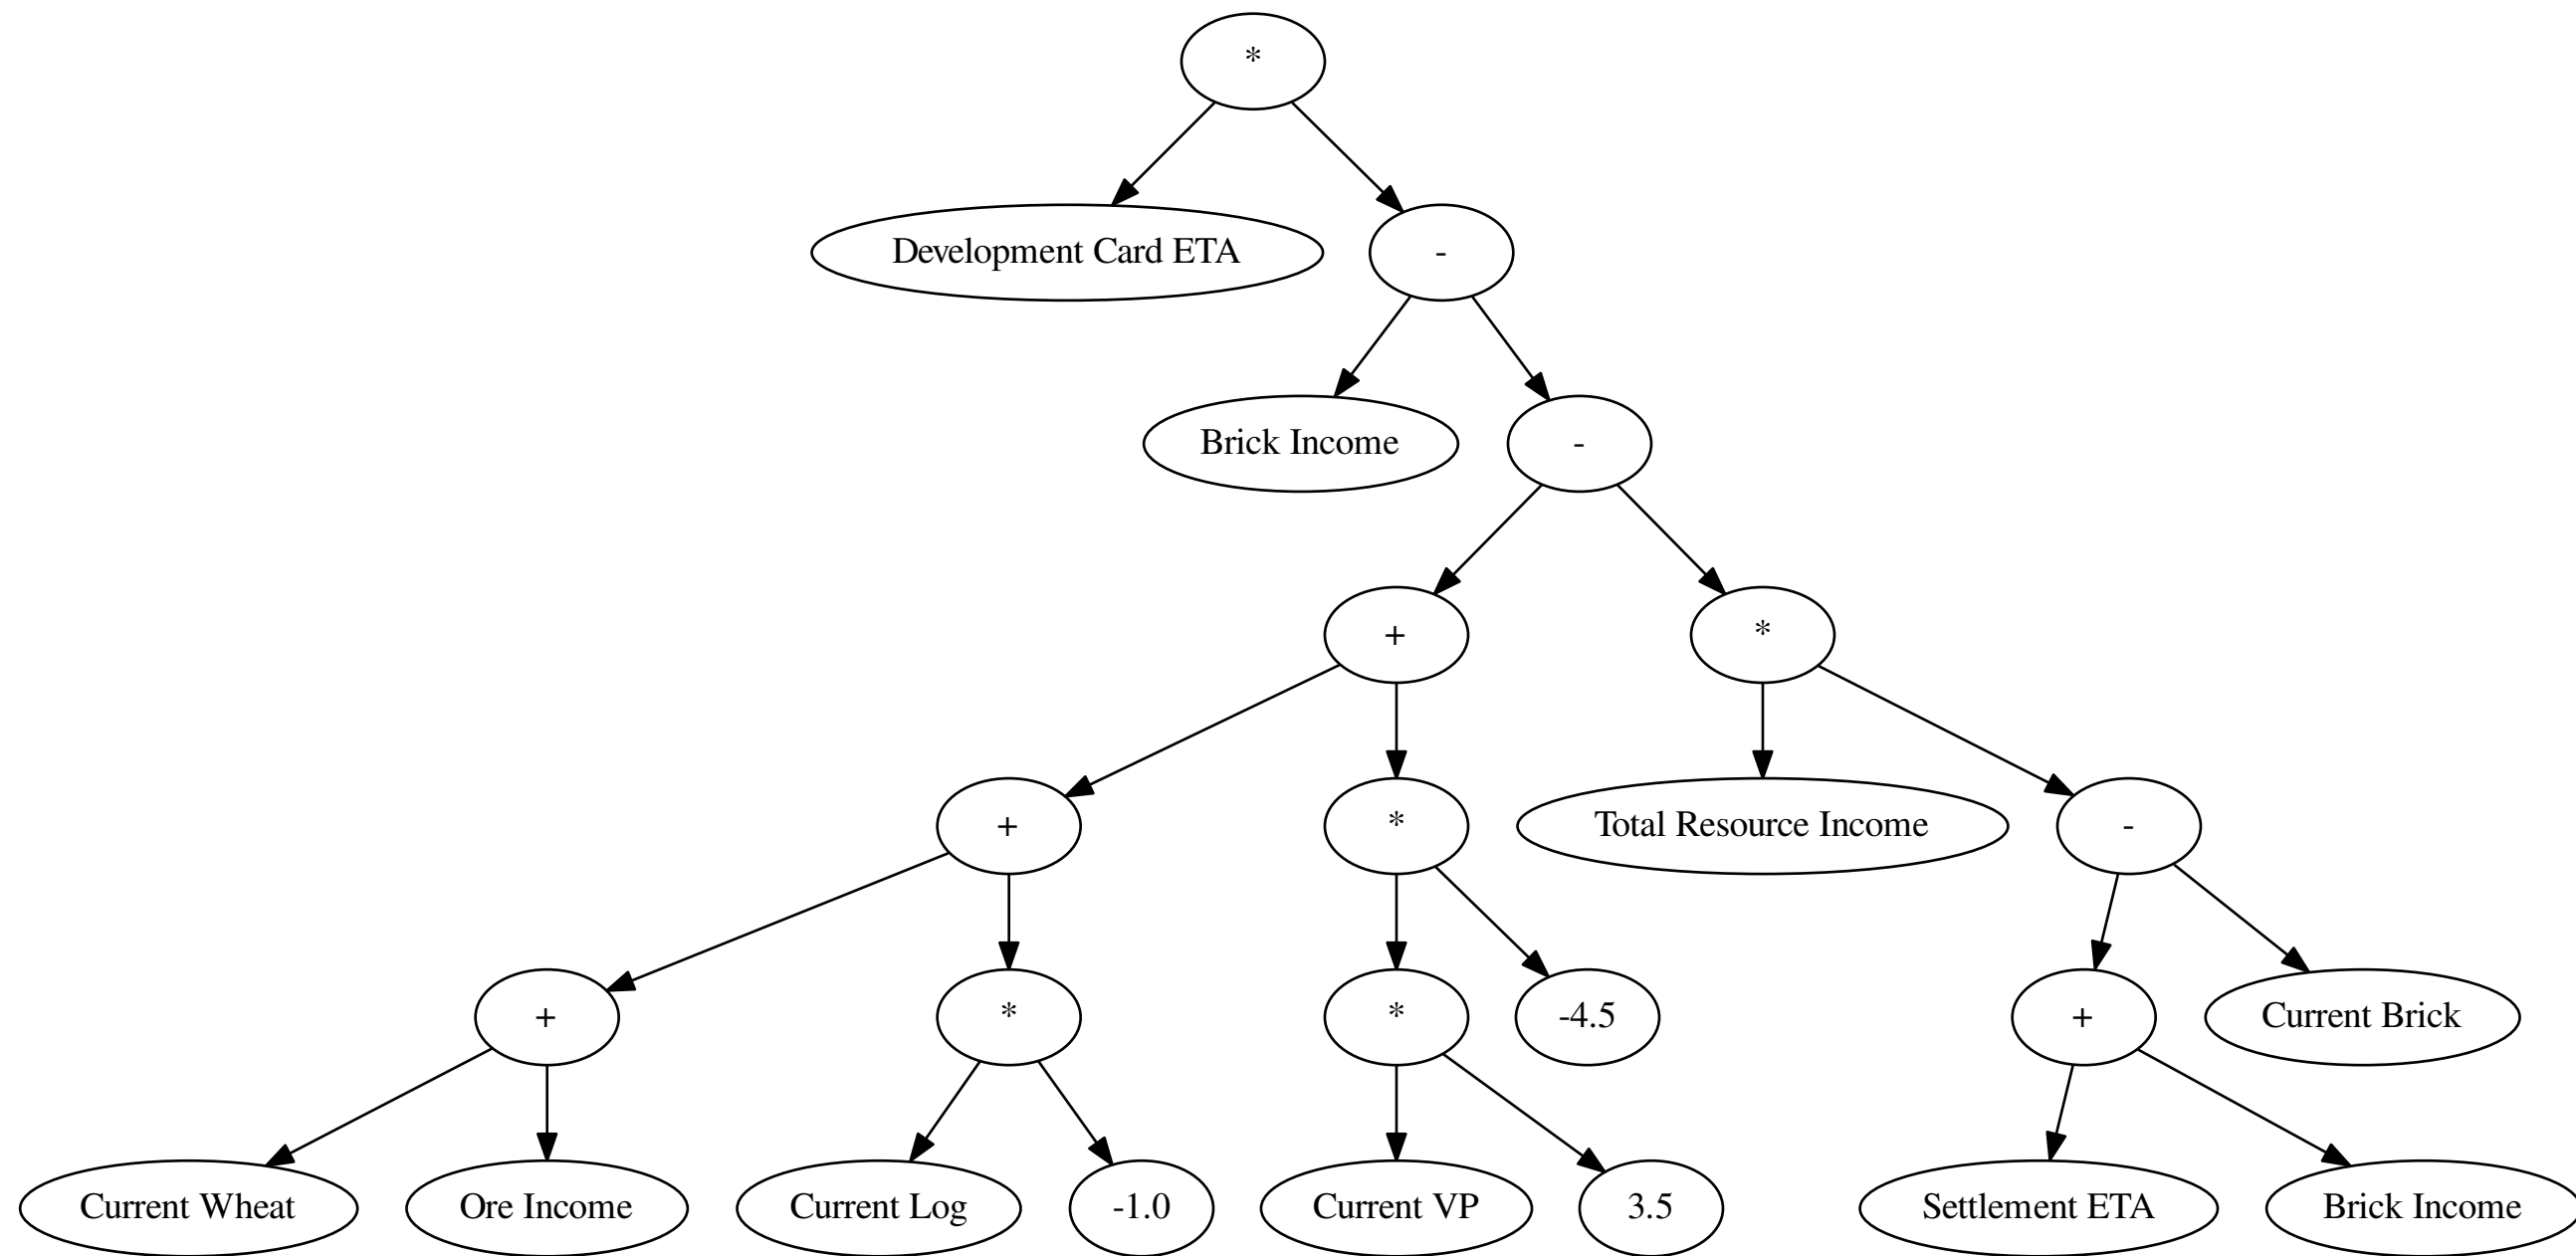 *
Development Card ETA
-
Brick Income
-
+
*
+
*
Total Resource Income
-
+
*
*
-4.5
+
Current Brick
Current Wheat
Ore Income
Current Log
-1.0
Current VP
3.5
Settlement ETA
Brick Income